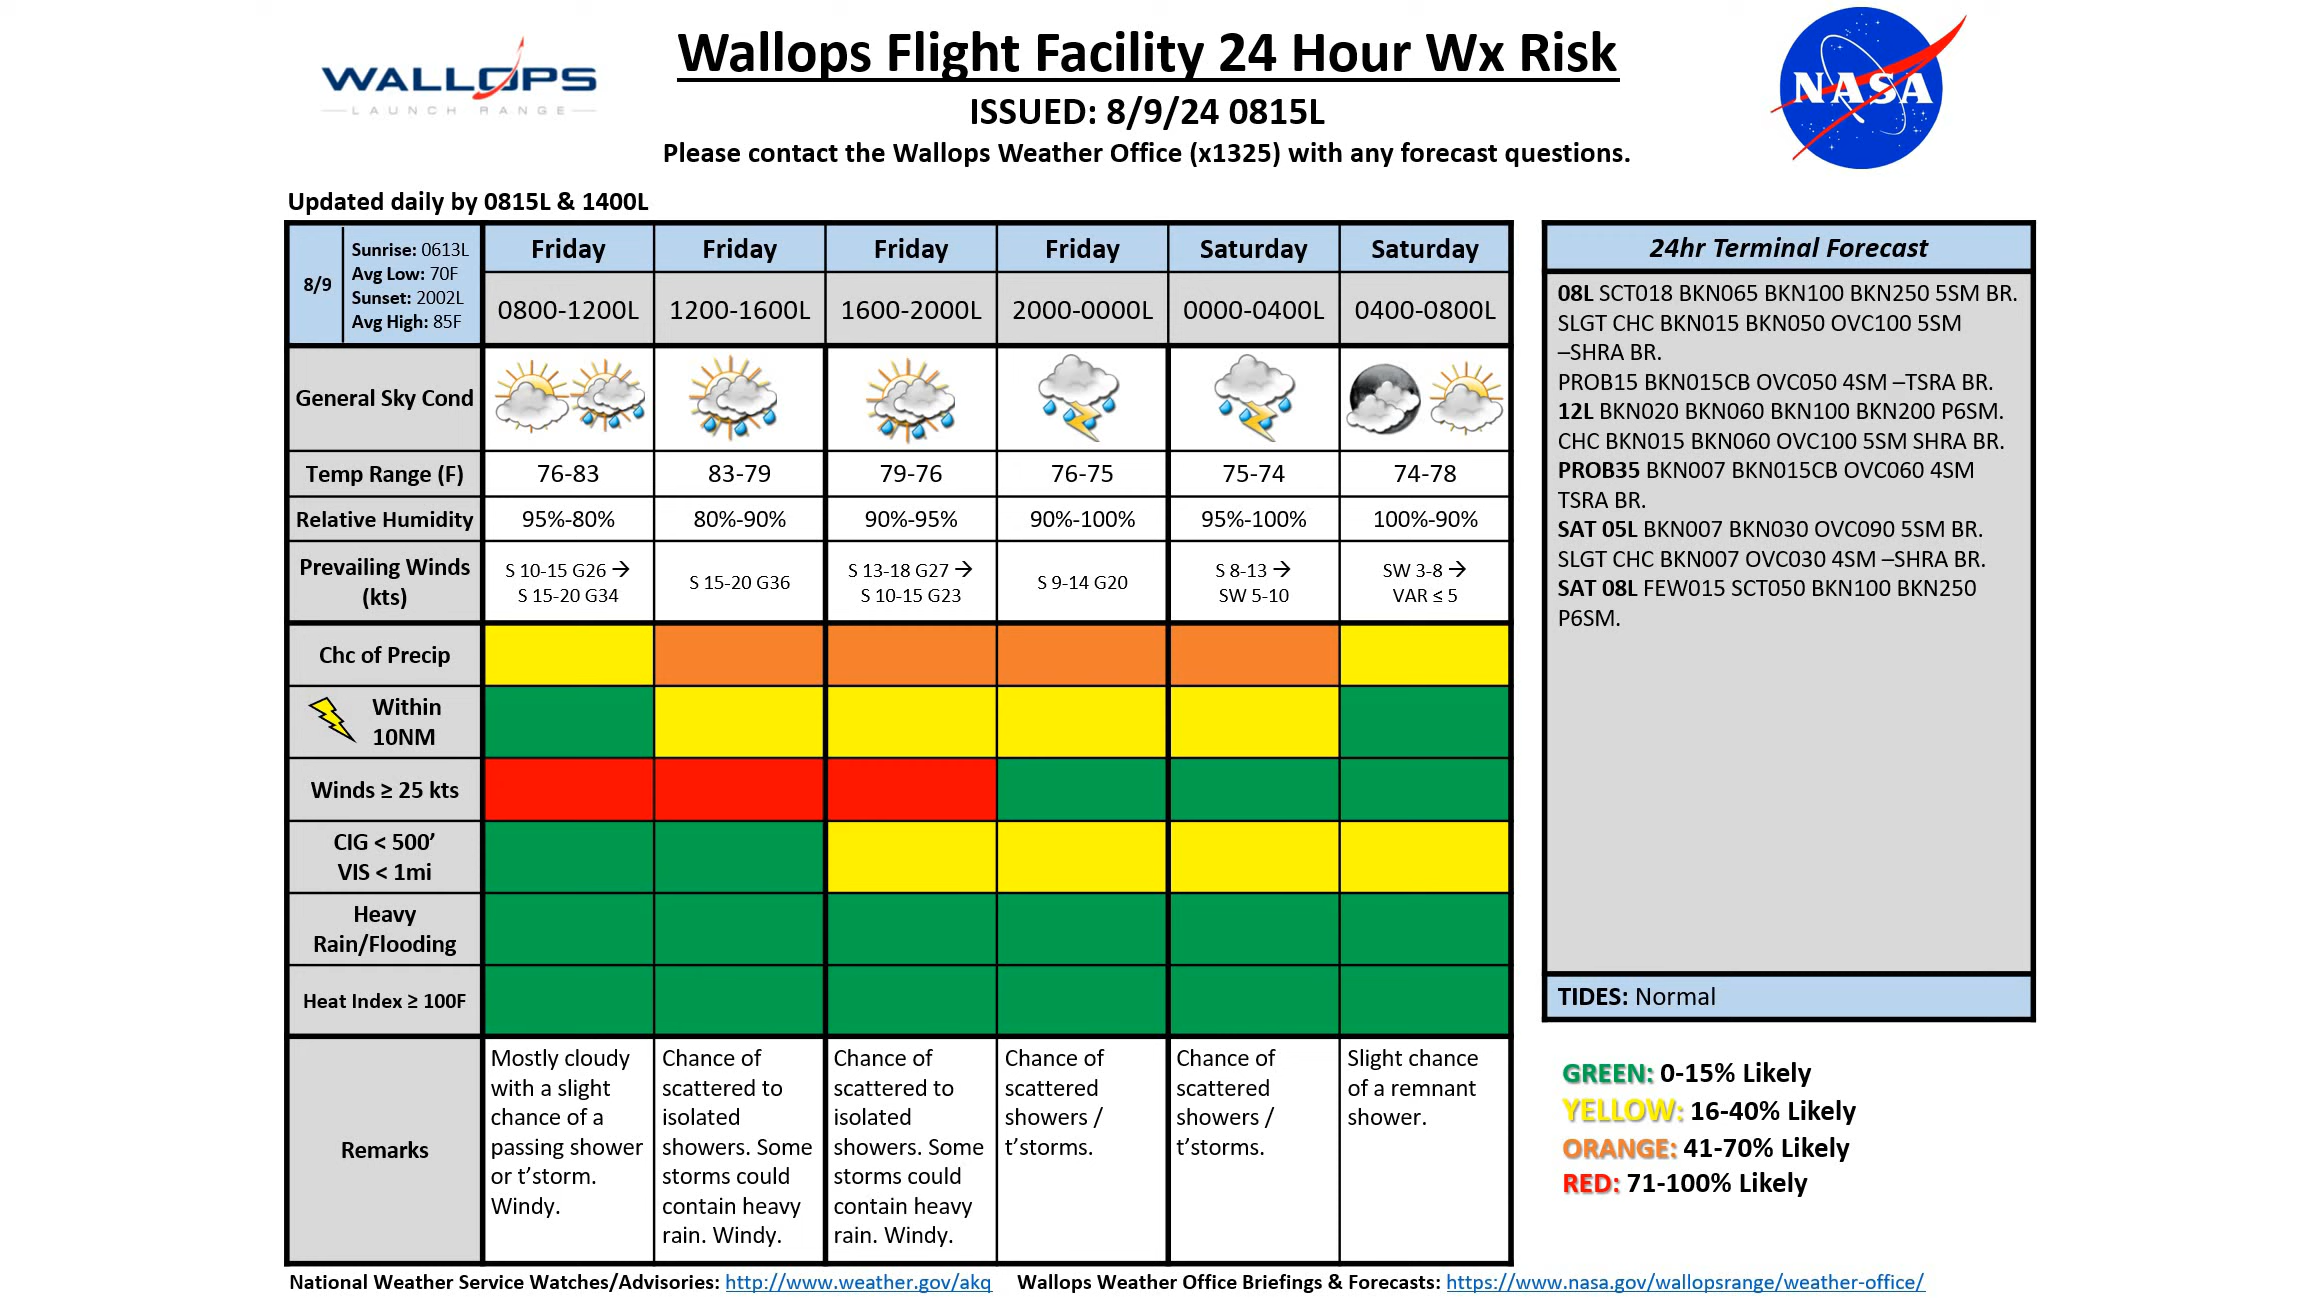 WALLOPS
LAUNCH RANGE
Wallops Flight Facility 24 Hour Wx Risk
ISSUED: 8/9/24 0815L
Please contact the Wallops Weather Office (x1325) with any forecast questions.
NASA
Updated daily by 0815L & 1400L
8/9
Sunrise: 0613L
Avg Low: 70F
Sunset: 2002L
Avg High: 85F
Friday Friday Friday Friday Saturday Saturday
0800-1200L 1200-1600L 1600-2000L 2000-0000L 0000-0400L 0400-0800L
General Sky Cond
Temp Range (F) 76-83 83-79 79-76 76-75 75-74 74-78
Relative Humidity 95%-80% 80%-90% 90%-95% 90%-100% 95%-100% 100%-90%
Prevailing Winds
(kts)
S 10-15 G26 →
S 15-20 G34
S 15-20 G36
S 13-18 G27 →
S 10-15 G23
S 9-14 G20
S 8-13 →
SW 5-10
SW 3-8 →
VAR ≤ 5
Chc of Precip
Within
10NM
Winds ≥ 25 kts
CIG < 500’
VIS < 1mi
Heavy
Rain/Flooding
Heat Index ≥ 100F
Remarks
Mostly cloudy
with a slight
chance of a
passing shower
or t’storm.
Windy.
Chance of
scattered to
isolated
showers. Some
storms could
contain heavy
rain. Windy.
Chance of
scattered to
isolated
showers. Some
storms could
contain heavy
rain. Windy.
Chance of
scattered
showers /
t’storms.
Chance of
scattered
showers /
t’storms.
Slight chance
of a remnant
shower.
24hr Terminal Forecast
08L SCT018 BKN065 BKN100 BKN250 5SM BR.
SLGT CHC BKN015 BKN050 OVC100 5SM
–SHRA BR.
PROB15 BKN015CB OVC050 4SM –TSRA BR.
12L BKN020 BKN060 BKN100 BKN200 P6SM.
CHC BKN015 BKN060 OVC100 5SM SHRA BR.
PROB35 BKN007 BKN015CB OVC060 4SM
TSRA BR.
SAT 05L BKN007 BKN030 OVC090 5SM BR.
SLGT CHC BKN007 OVC030 4SM –SHRA BR.
SAT 08L FEW015 SCT050 BKN100 BKN250
P6SM.
TIDES: Normal
GREEN: 0-15% Likely
YELLOW: 16-40% Likely
ORANGE: 41-70% Likely
RED: 71-100% Likely
National Weather Service Watches/Advisories: http://www.weather.gov/akq Wallops Weather Office Briefings & Forecasts: https://www.nasa.gov/wallopsrange/weather-office/